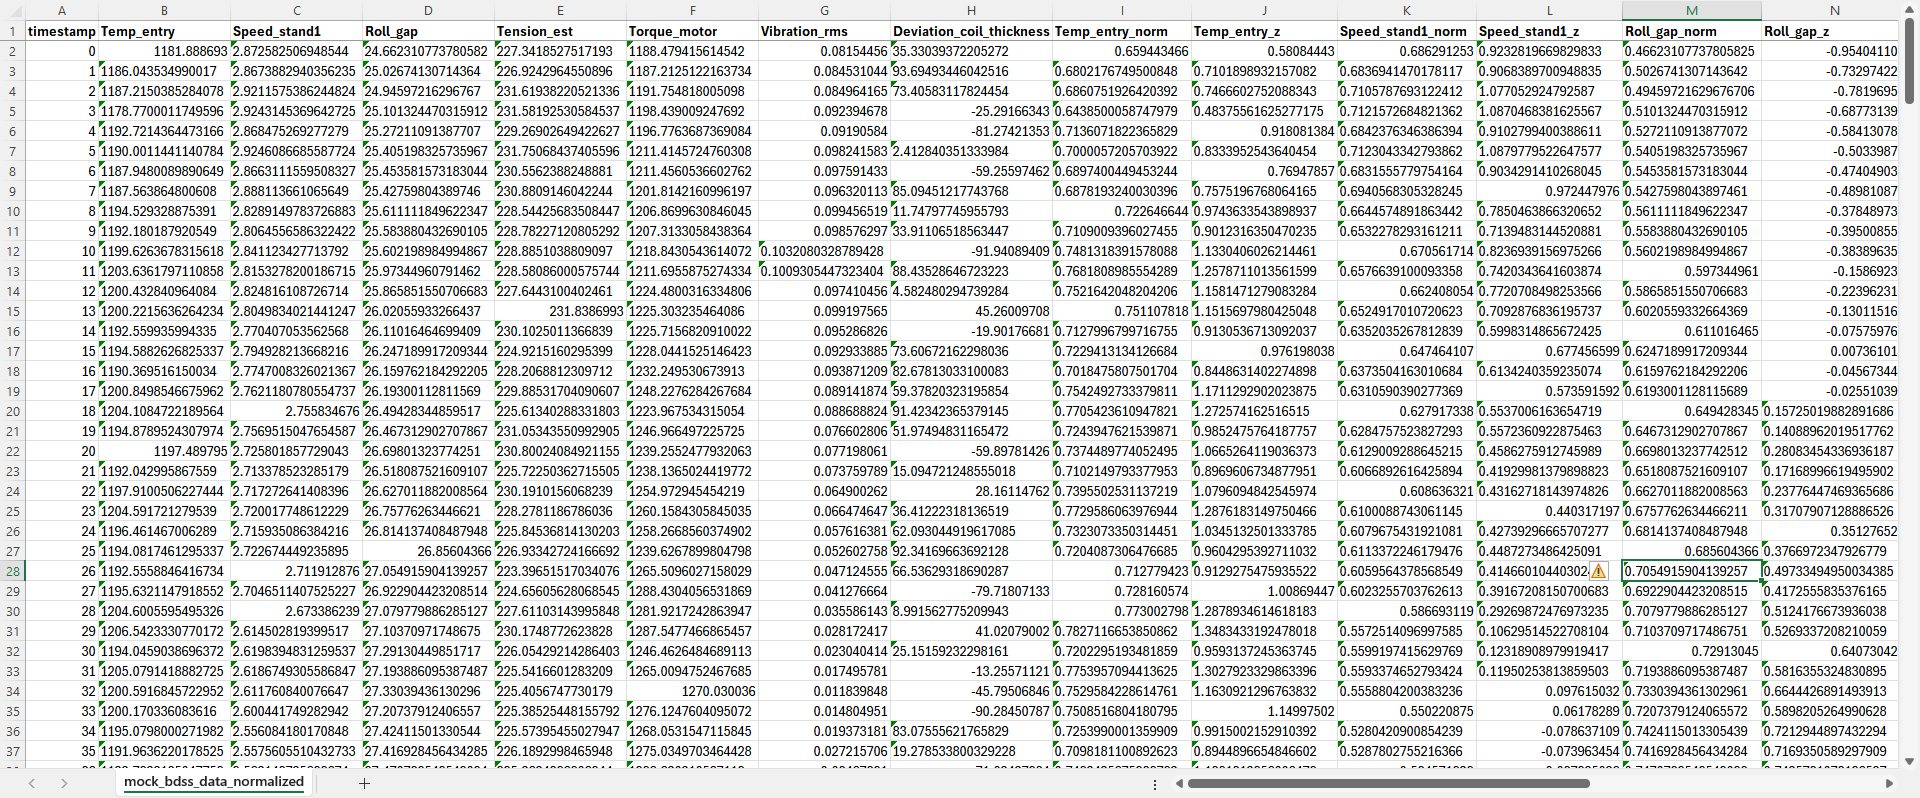 A B C D E F G H I J K L M N
1 timestamp Temp_entry Speed_stand1 Roll_gap Tension_est Torque_motor Vibration_rms Deviation_coil_thickness Temp_entry_norm Temp_entry_z Speed_stand1_norm Speed_stand1_z Roll_gap_norm Roll_gap_z
2 0 1181.888693 2.872582506948544 24.662310773780582 227.3418527517193 1188.479415614542 0.08154456 35.33039372205272 0.659443466 0.58084443 0.686291253 0.9232819669829833 0.46623107737805825 -0.95404110
3 1 1186.043534990017 2.8673882940356235 25.02674130714364 226.9242964550896 1187.2125122163734 0.084531044 93.69493446042516 0.6802176749500848 0.7101898932157082 0.6836941470178117 0.9068389700948835 0.5026741307143642 -0.73297422
4 2 1187.2150385284078 2.9211575386244824 24.94597216296767 231.61938220521336 1191.754818005098 0.084964165 73.40583117824454 0.6860751926420392 0.7466602752088343 0.7105787693122412 1.077052924792587 0.49459721629676706 -0.7819695
5 3 1178.7700011749596 2.9243145369642725 25.101324470315912 231.58192530584537 1198.439009247692 0.092394678 -25.29166343 0.6438500058747979 0.48375561625277175 0.7121572684821362 1.0870468381625567 0.5101324470315912 -0.68773139
6 4 1192.7214364473166 2.868475269277279 25.27211091387707 229.26902649422627 1196.7763687369084 0.09190584 -81.27421353 0.7136071822365829 0.918081384 0.6842376346386394 0.9102799400388611 0.5272110913877072 -0.58413078
7 5 1190.0011441140784 2.9246086685587724 25.405198325735967 231.75068437405596 1211.4145724760308 0.098241583 2.412840351333984 0.7000057205703922 0.8333952543640454 0.7123043342793862 1.0879779522647577 0.5405198325735967 -0.5033987
8 6 1187.9480089890649 2.8663111559508327 25.453581573183044 230.5562388248881 1211.4560536602762 0.097591433 -59.25597462 0.6897400449453244 0.76947857 0.6831555779754164 0.9034291410268045 0.5453581573183044 -0.47404903
9 7 1187.563864800608 2.888113661065649 25.42759804389746 230.8809146042244 1201.8142160996197 0.096320113 85.09451217743768 0.6878193240030396 0.7575196768064165 0.6940568305328245 0.972447976 0.5427598043897461 -0.48981087
10 8 1194.529328875391 2.8289149783726883 25.611111849622347 228.54425683508447 1206.8699630846045 0.099456519 11.74797745955793 0.722646644 0.9743633543898937 0.6644574891863442 0.7850463866320652 0.5611111849622347 -0.37848973
11 9 1192.180187920549 2.8064556586322422 25.583880432690105 228.78227120805292 1207.3133058438364 0.098576297 33.91106518563447 0.7109009396027455 0.9012316350470235 0.6532278293161211 0.7139483144520881 0.5583880432690105 -0.39500855
12 10 1199.6263678315618 2.841123427713792 25.602198984994867 228.8851038809097 1218.8430543614072 0.1032080328789428 -91.94089409 0.7481318391578088 1.1330406026214461 0.670561714 0.8236939156975266 0.5602198984994867 -0.38389635
13 11 1203.6361797110858 2.8153278200186715 25.97344960791462 228.58086000575744 1211.6955875274334 0.1009305447323404 88.43528646723223 0.7681808985554289 1.2578711013561599 0.6576639100093358 0.7420343641603874 0.597344961 -0.1586923
14 12 1200.432840964084 2.824816108726714 25.865851550706683 227.6443100402461 1224.4800316334806 0.097410456 4.582480294739284 0.7521642048204206 1.1581471279083284 0.662408054 0.7720708498253566 0.5865851550706683 -0.22396231
15 13 1200.2215636264234 2.8049834021441247 26.02055933266437 231.8386993 1225.303235464086 0.099197565 45.26009708 0.751107818 1.1515697980425048 0.6524917010720623 0.7092876836195737 0.6020559332664369 -0.13011516
16 14 1192.559935994335 2.770407053562568 26.11016464699409 230.1025011366839 1225.7156820910022 0.095286826 -19.90176681 0.7127996799716755 0.9130536713092037 0.6352035267812839 0.5998314865672425 0.611016465 -0.07575976
17 15 1194.5882626825337 2.794928213668216 26.247189917209344 224.9215160295399 1228.0441525146423 0.092933885 73.60672162298036 0.7229413134126684 0.976198038 0.647464107 0.677456599 0.6247189917209344 0.00736101
18 16 1190.369516150034 2.7747008326021367 26.159762184292205 228.2068812309712 1232.249530673913 0.093871209 82.67813033100083 0.7018475807501704 0.8448631402274898 0.6373504163010684 0.6134240359235074 0.6159762184292206 -0.04567344
19 17 1200.8498546675962 2.7621180780554737 26.19300112811569 229.88531704090607 1248.2276284267684 0.089141874 59.37820323195854 0.7542492733379811 1.1711292902023875 0.6310590390277369 0.573591592 0.6193001128115689 -0.02551039
20 18 1204.1084722189564 2.755834676 26.49428344859517 225.61340288331803 1223.967534315054 0.088688824 91.42342365379145 0.7705423610947821 1.272574162516515 0.627917338 0.5537006163654719 0.649428345 0.15725019882891686
21 19 1194.8789524307974 2.7569515047654587 26.467312902707867 231.05343550992905 1246.966497225725 0.076602806 51.97494831165472 0.7243947621539871 0.9852475764187757 0.6284757523827293 0.5572360922875463 0.6467312902707867 0.14088962019517762
22 20 1197.489795 2.725801857729043 26.69801323774251 230.80024084921155 1239.2552477932063 0.077198061 -59.89781426 0.7374489774052495 1.0665264119036373 0.6129009288645215 0.4586275912745989 0.6698013237742512 0.28083454336936187
23 21 1192.042995867559 2.713378523285179 26.518087521609107 225.72250362715505 1238.1365024419772 0.073759789 15.094721248555018 0.7102149793377953 0.8969606734877951 0.6066892616425894 0.41929981379898823 0.6518087521609107 0.17168996619495902
24 22 1197.9100506227444 2.717272641408396 26.627011882008564 230.1910156068239 1254.972945454219 0.064900262 28.16114762 0.7395502531137219 1.0796094842545974 0.608636321 0.43162718143974826 0.6627011882008563 0.23776447469365686
25 23 1204.591721279539 2.720017748612229 26.75776263446621 228.2781186786036 1260.1584305845035 0.066474647 36.41222318136519 0.7729586063976944 1.2876183149750466 0.6100088743061145 0.440317197 0.6757762634466211 0.31707907128886526
26 24 1196.461467006289 2.715935086384216 26.814137408487948 225.84536814130203 1258.2668560374902 0.057616381 62.093044919617085 0.7323073350314451 1.0345132501333785 0.6079675431921081 0.4273929666570727​7 0.6814137408487948 0.35127652
27 25 1194.0817461295337 2.722674449235895 26.85604366 226.93342724166692 1239.6267899804798 0.052602758 92.34169663692128 0.7204087306476685 0.9604295392711032 0.6113372246179476 0.4487273486425091 0.685604366 0.3766972347926779
28 26 1192.5558846416734 2.711912876 27.054915904139257 223.39651517034076 1265.5096027158029 0.047124555 66.53629318690287 0.712779423 0.9129275475935522 0.6059564378568549 0.4146601044030 0.7054915904139257 0.49733494950034385
29 27 1195.6321147918552 2.7046511407525227 26.922904423208514 224.65605628068545 1288.4304056531869 0.041276664 -79.71807133 0.728160574 1.00869447 0.6023255703762613 0.39167208150700683 0.6922904423208515 0.4172555835376165
30 28 1204.6005595495326 2.673386239 27.079779886285127 227.61103143995848 1281.9217242863947 0.035586143 8.991562775209943 0.773002798 1.2878934614618183 0.586693119 0.29269872476973235 0.7079779886285127 0.5124176673936038
31 29 1206.5423330770172 2.614502819399517 27.10370971748675 230.1748772623828 1287.5477466865457 0.028172417 41.02079002 0.7827116653850862 1.3483433192478018 0.5572514096997585 0.10629514522708104 0.7103709717486751 0.5269337208210059
32 30 1194.0459038696372 2.6198394831259537 27.29130449851717 226.05429214286403 1246.4622684689113 0.023040414 25.15159232298161 0.7202295193481859 0.9593137245363745 0.5599197415629769 0.12318908979919417 0.72913045 0.64073042
33 31 1205.0791418882725 2.6186749305586847 27.193886095387487 225.5416601283209 1265.0094752467685 0.017495781 -13.25571121 0.7753957094413625 1.3027923329863396 0.5593374652793424 0.11950253813859503 0.7193886095387487 0.5816355324830895
34 32 1200.5916845722952 2.611760840076647 27.33039436130296 225.4056747730179 1270.030036 0.011839848 -45.79506846 0.7529584228614761 1.1630921296763832 0.5558804200383236 0.097615032 0.7330394361302961 0.6644426891493913
35 33 1200.170336083616 2.600441749282942 27.20737912406557 225.38525448155792 1276.1247604095072 0.014804951 -90.28450787 0.7508516804180795 1.14997502 0.550220875 0.06178289 0.7207379124065572 0.5898205264990628
36 34 1195.0798000271982 2.556084180170848 27.42411501330544 225.57395455027947 1268.0531547115845 0.019373181 83.07755621765829 0.7253990001359909 0.9915002152910392 0.5280420900854239 -0.078637109 0.7424115013305439 0.7212944897432294
37 35 1191.9636220178525 2.5575605510432733 27.416928456434285 226.1892998465948 1275.0349703464428 0.027215706 19.278533800329228 0.7098181100892623 0.8944896654846602 0.5287802755216366 -0.073963454 0.7416928456434284 0.7169350589297909
mock_bdss_data_normalized